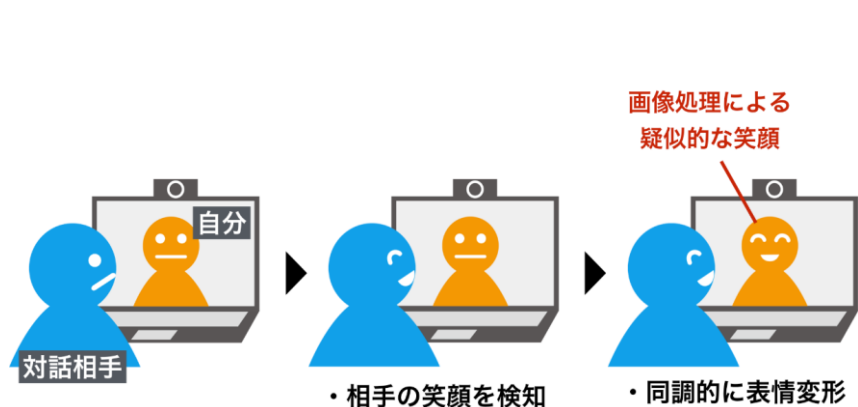 画像処理による
疑似的な笑顔
自分
対話相手
・相手の笑顔を検知
・同調的に表情変形